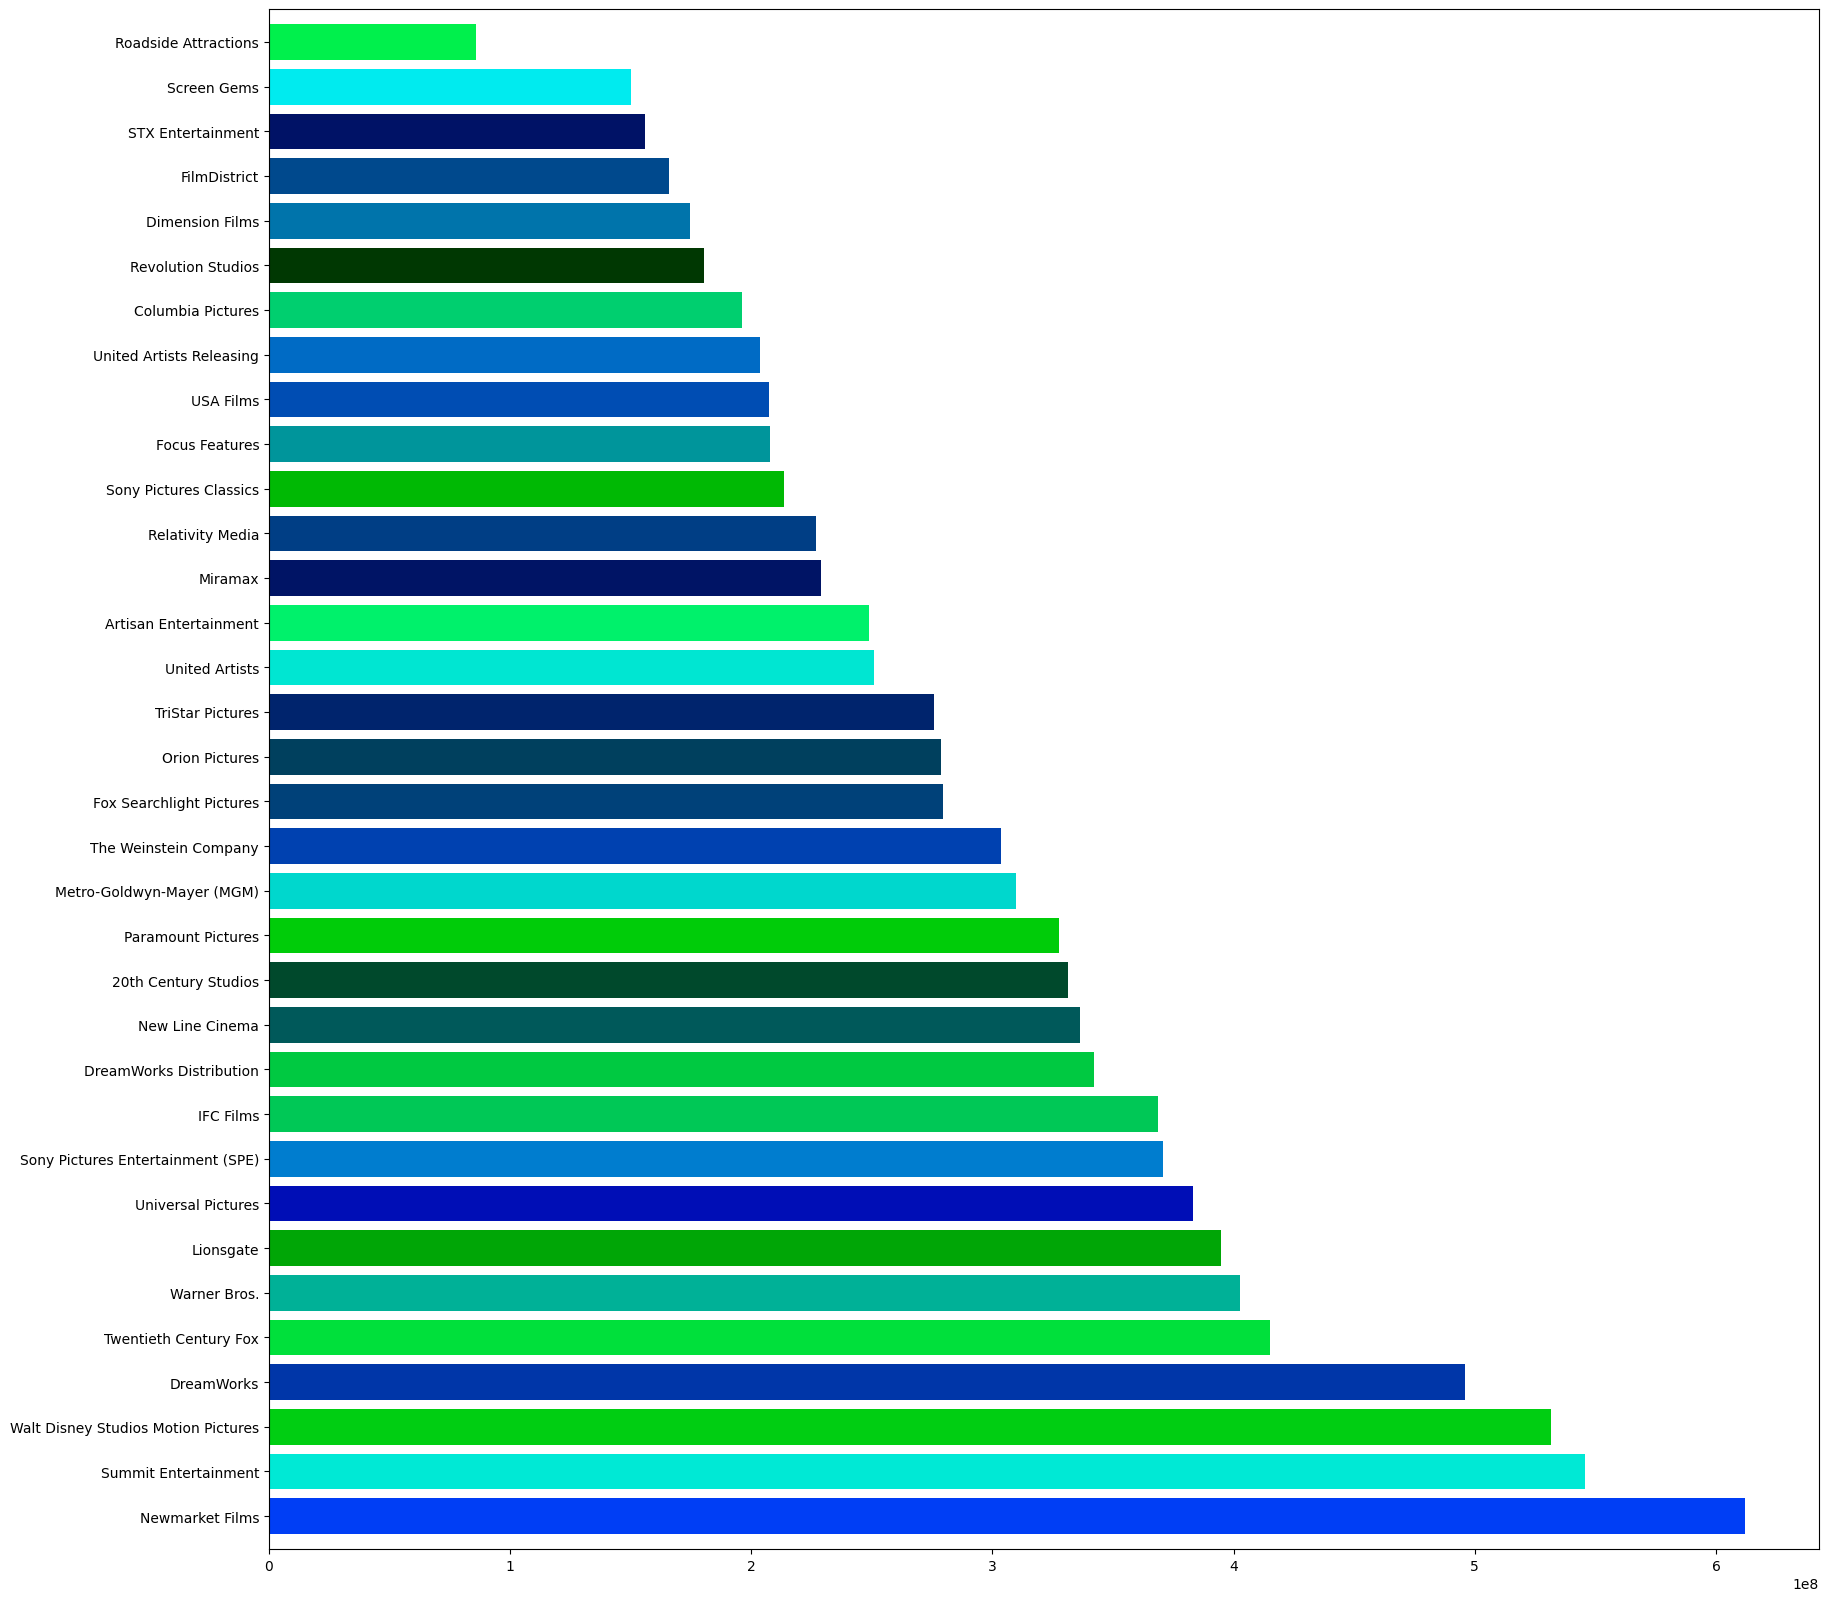 Roadside Attractions
Screen Gems
STX Entertainment
FilmDistrict
Dimension Films
Revolution Studios
Columbia Pictures
United Artists Releasing
USA Films
Focus Features
Sony Pictures Classics
Relativity Media
Miramax
Artisan Entertainment
United Artists
TriStar Pictures
Orion Pictures
Fox Searchlight Pictures
The Weinstein Company
Metro-Goldwyn-Mayer (MGM)
Paramount Pictures
20th Century Studios
New Line Cinema
DreamWorks Distribution
IFC Films
Sony Pictures Entertainment (SPE)
Universal Pictures
Lionsgate
Warner Bros.
Twentieth Century Fox
DreamWorks
Walt Disney Studios Motion Pictures
Summit Entertainment
Newmarket Films
0 1 2 3 4 5 6
1e8